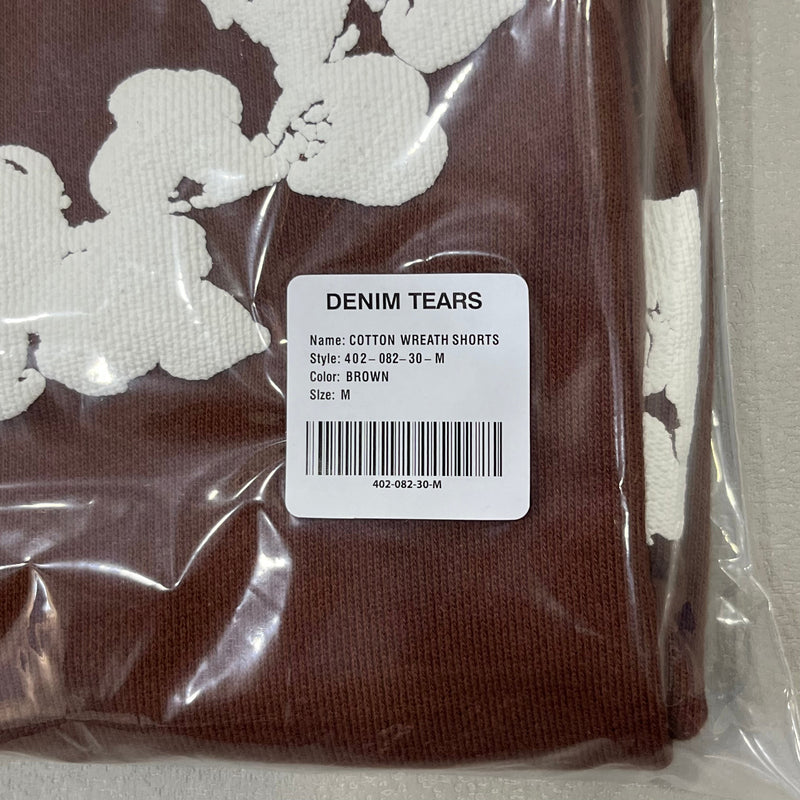 DENIM TEARS
Name: COTTON WREATH SHORTS
Style: 402-082-30-M
Color: BROWN
Size: M
402-082-30-M